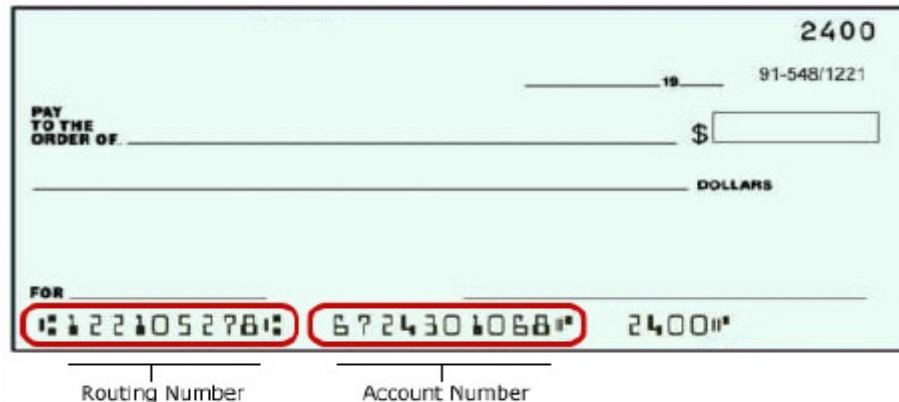 2400
19 91-548/1221
PAY
TO THE
ORDER OF $
DOLLARS
FOR
⑆122105278⑆ 6724301068⑈ 2400⑈
Routing Number Account Number